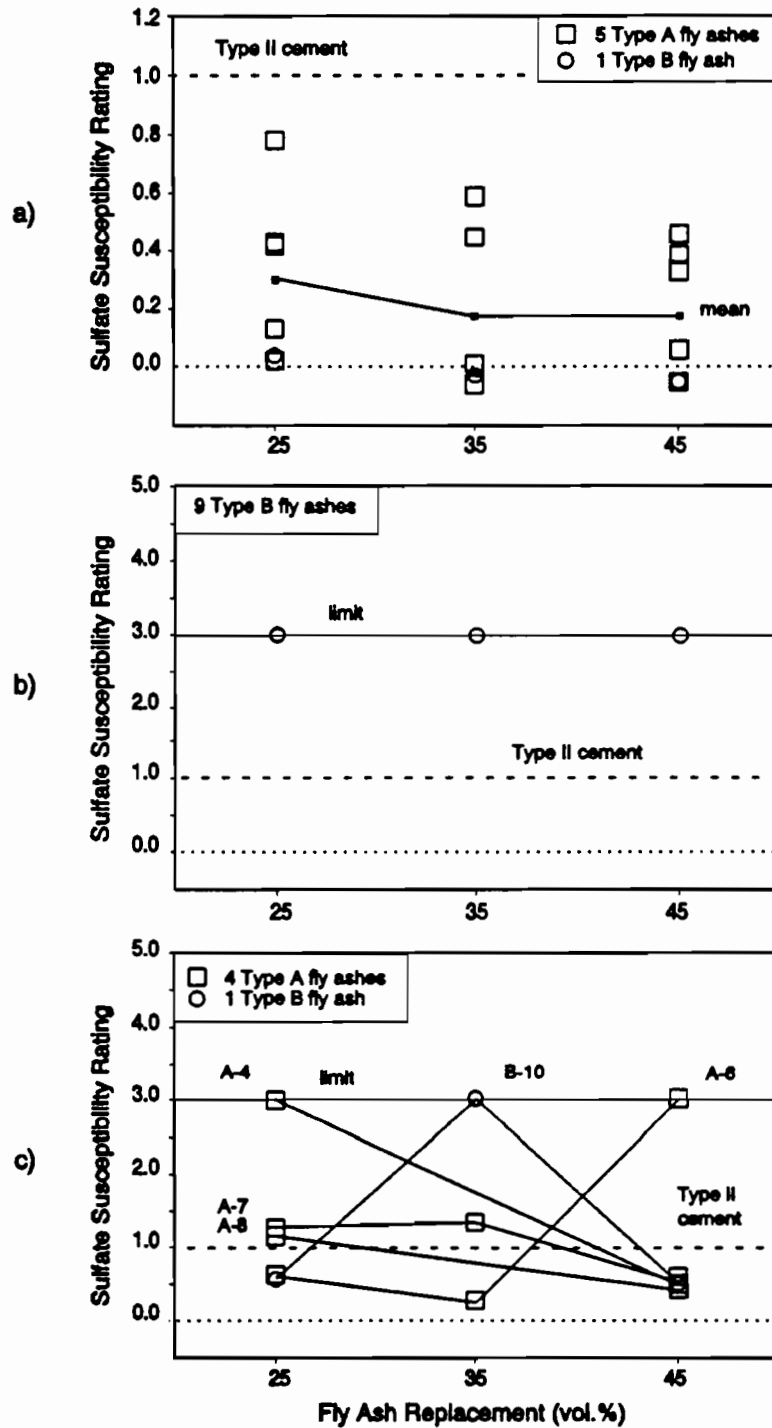 a)
Sulfate Susceptibility Rating
1.2
1.0
0.8
0.6
0.4
0.2
0.0
Type II cement
5 Type A fly ashes
1 Type B fly ash
mean
25
35
45
b)
Sulfate Susceptibility Rating
5.0
4.0
3.0
2.0
1.0
0.0
9 Type B fly ashes
limit
Type II cement
25
35
45
c)
Sulfate Susceptibility Rating
5.0
4.0
3.0
2.0
1.0
0.0
4 Type A fly ashes
1 Type B fly ash
A-4
limit
B-10
A-6
A-7
A-8
Type II
cement
25
35
45
Fly Ash Replacement (vol.%)